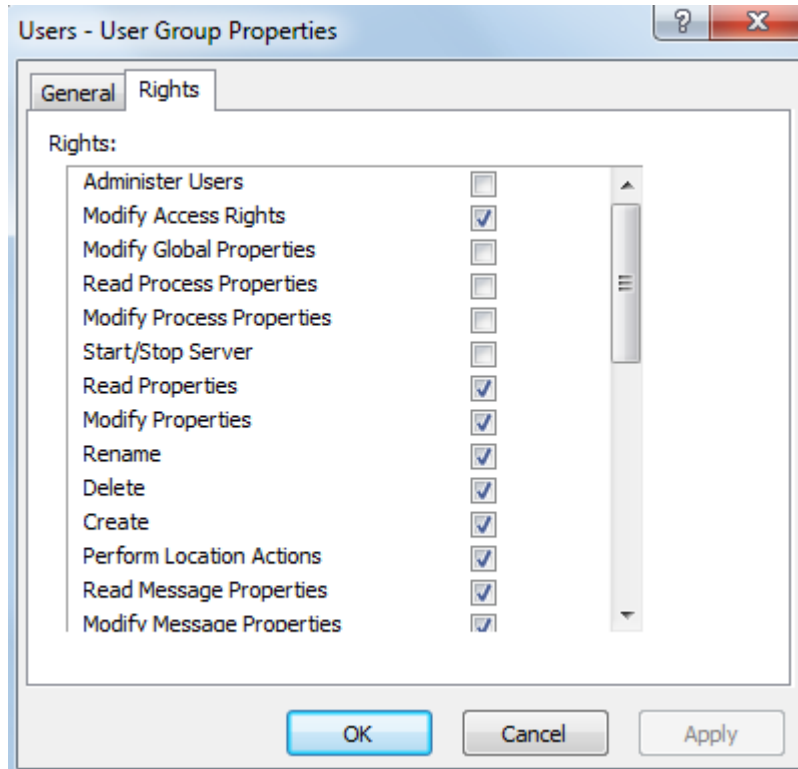 Users - User Group Properties
General Rights
Rights:
Administer Users
Modify Access Rights
Modify Global Properties
Read Process Properties
Modify Process Properties
Start/Stop Server
Read Properties
Modify Properties
Rename
Delete
Create
Perform Location Actions
Read Message Properties
Modify Message Properties
OK Cancel Apply